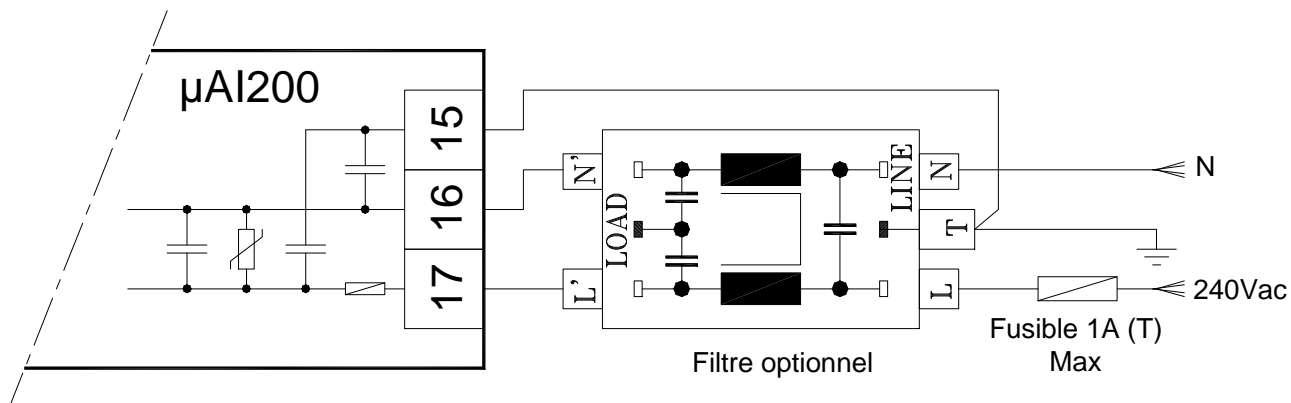 µAI200
15
16
17
N'
L'
LOAD
LINE
N
T
L
N
240Vac
Fusible 1A (T)
Max
Filtre optionnel